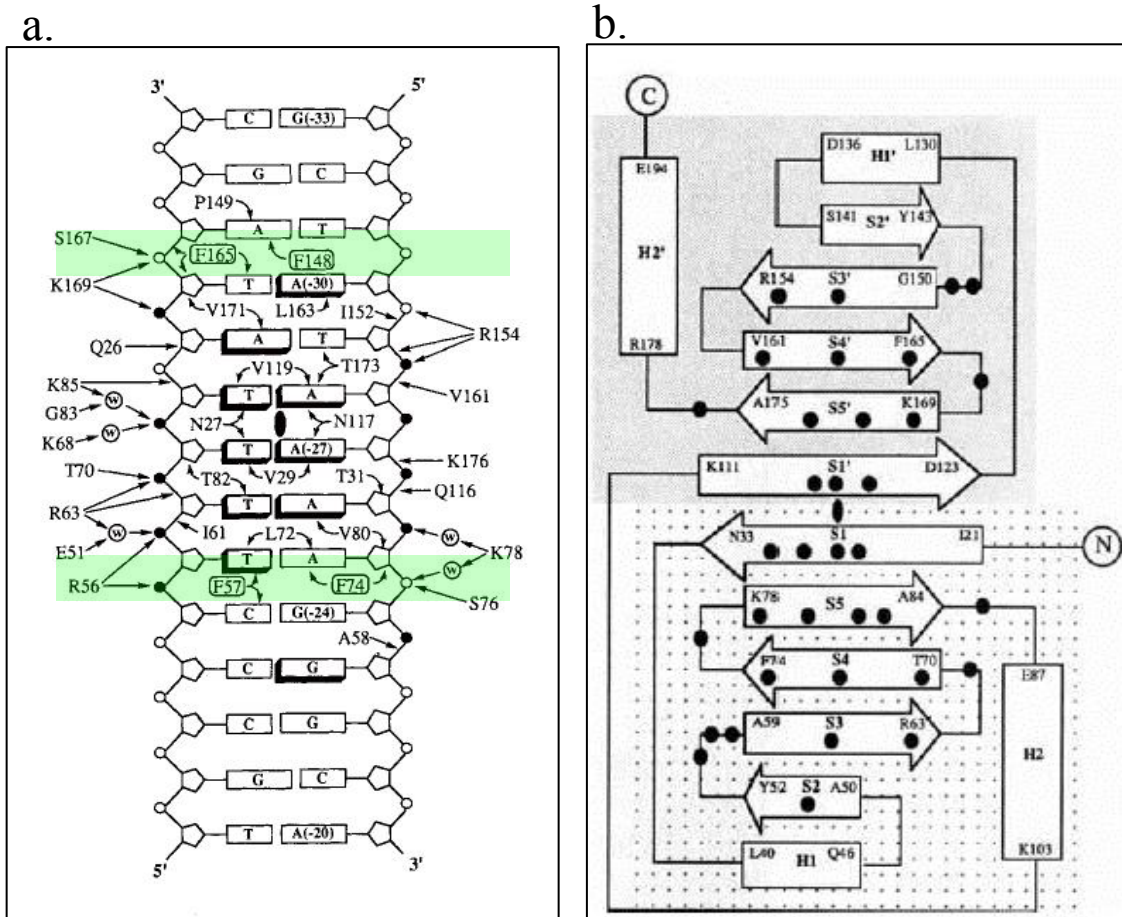 a.
b.
3'
5'
C G(-33)
G C
P149
A T
S167
F165
F148
T A(-30)
K169
V171
L163
I152
R154
A T
Q26
V119
T173
K85
W
T A
V161
G83
N27
N117
K68
W
T A(-27)
K176
T70
T82
V29
T31
Q116
R63
T A
W
I61
L72
V80
W
K78
E51
T A
W
R56
F57
F74
S76
C G(-24)
A58
C G
C G
G C
T A(-20)
5'
3'
C
E194
H2'
R178
D136 H1' L130
S141 S2' Y143
R154 S3' G150
V161 S4' F165
A175 S5' K169
K111 S1' D123
N33 S1 I21
N
K78 S5 A84
F74 S4 T70
A59 S3 R63
Y52 S2 A50
L40 H1 Q46
E87
H2
K103